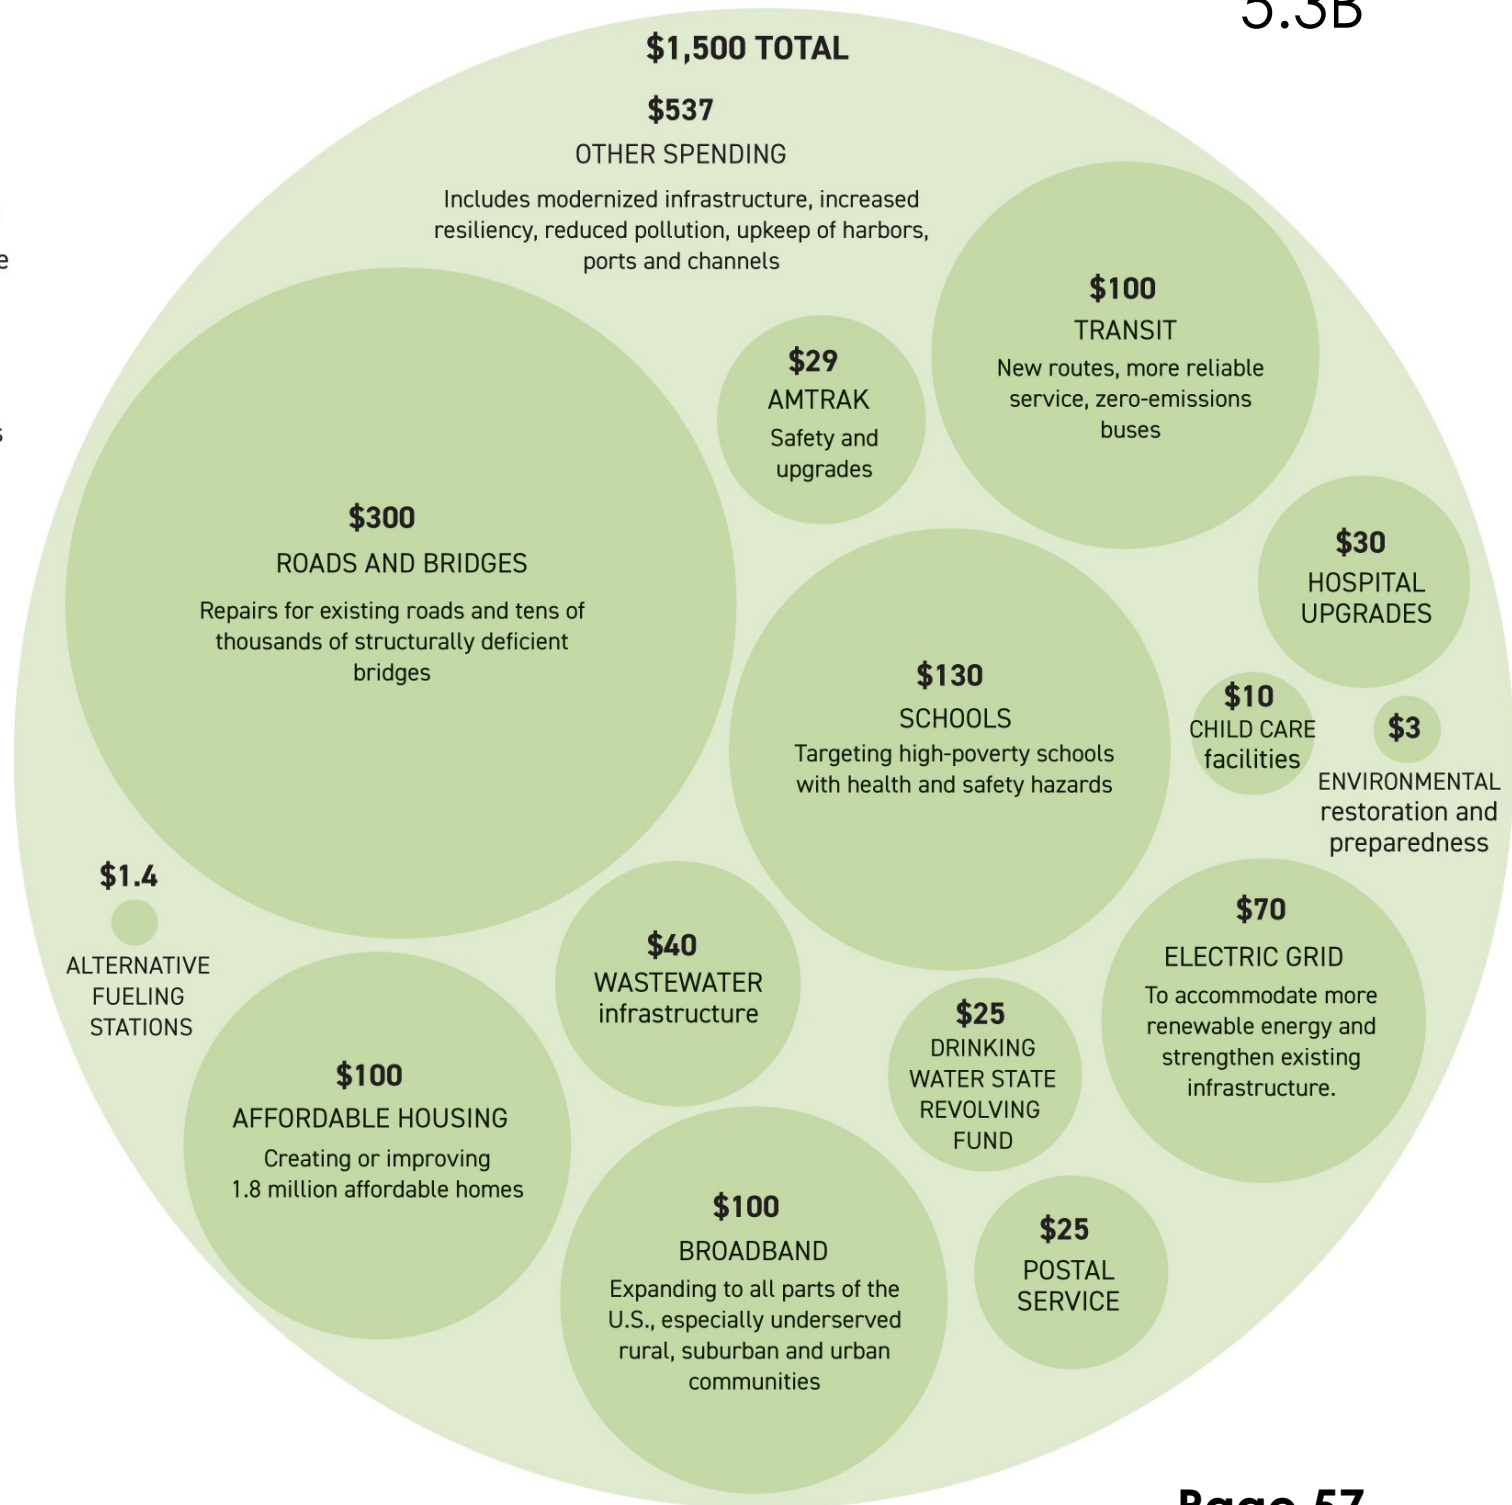 5.3B
$1,500 TOTAL
$537
OTHER SPENDING
Includes modernized infrastructure, increased
resiliency, reduced pollution, upkeep of harbors,
ports and channels
$100
TRANSIT
New routes, more reliable
service, zero-emissions
buses
$29
AMTRAK
Safety and
upgrades
$300
ROADS AND BRIDGES
Repairs for existing roads and tens of
thousands of structurally deficient
bridges
$30
HOSPITAL
UPGRADES
$130
SCHOOLS
Targeting high-poverty schools
with health and safety hazards
$10
CHILD CARE
facilities
$3
ENVIRONMENTAL
restoration and
preparedness
$1.4
ALTERNATIVE
FUELING
STATIONS
$40
WASTEWATER
infrastructure
$70
ELECTRIC GRID
To accommodate more
renewable energy and
strengthen existing
infrastructure.
$25
DRINKING
WATER STATE
REVOLVING
FUND
$100
AFFORDABLE HOUSING
Creating or improving
1.8 million affordable homes
$100
BROADBAND
Expanding to all parts of the
U.S., especially underserved
rural, suburban and urban
communities
$25
POSTAL
SERVICE
Page 57